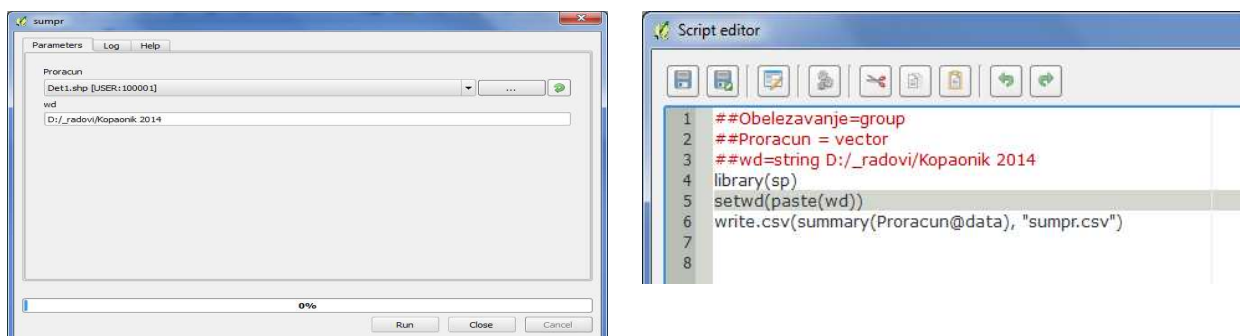 sumpr
Parameters Log Help
Proracun
Det1.shp [USER:100001]
...
wd
D:/_radovi/Kopaonik 2014
0%
Run Close Cancel
Script editor
1 ##Obelezavanje=group
2 ##Proracun = vector
3 ##wd=string D:/_radovi/Kopaonik 2014
4 library(sp)
5 setwd(paste(wd))
6 write.csv(summary(Proracun@data), "sumpr.csv")
7
8